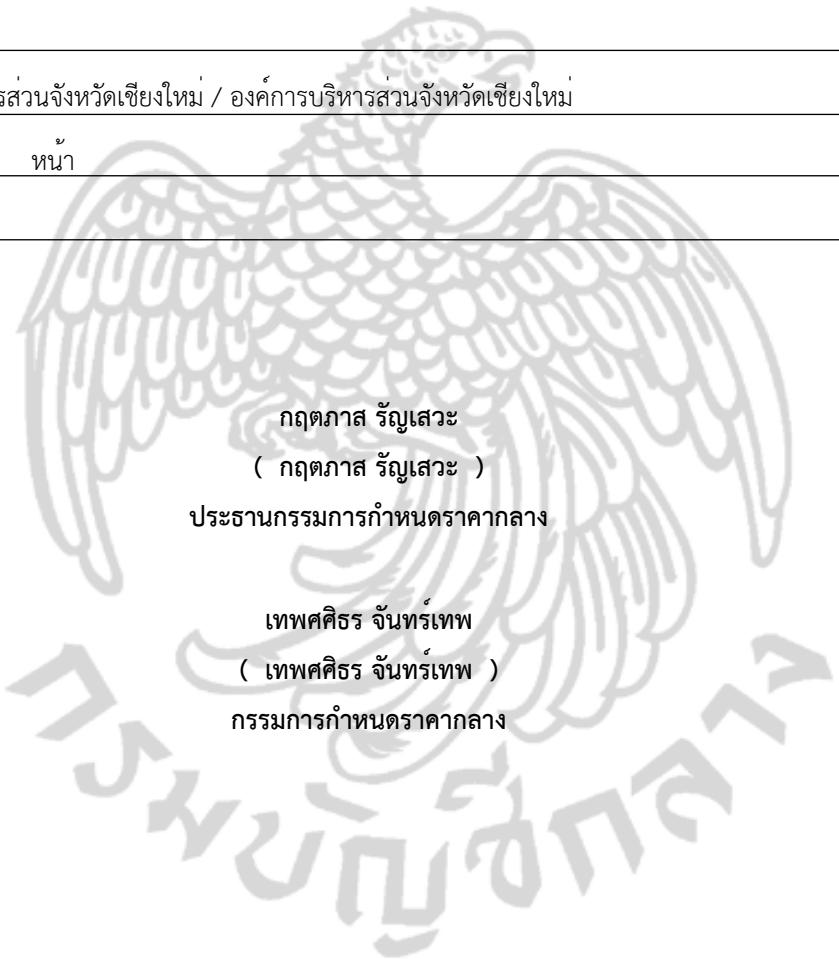 รส่วนจังหวัดเชียงใหม่ / องค์การบริหารส่วนจังหวัดเชียงใหม่
หน้า
กฤตภาส รัญเสวะ
( กฤตภาส รัญเสวะ )
ประธานกรรมการกำหนดราคากลาง
เทพศศิธร จันทร์เทพ
( เทพศศิธร จันทร์เทพ )
กรรมการกำหนดราคากลาง
กรมบัญชีกลาง